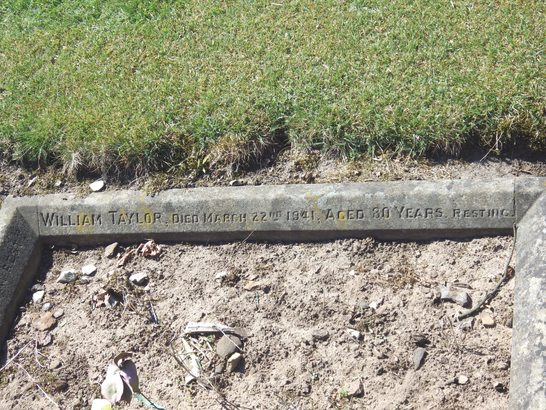 WILLIAM TAYLOR, DIED MARCH 22ND 1941, AGED 80 YEARS. RESTING.